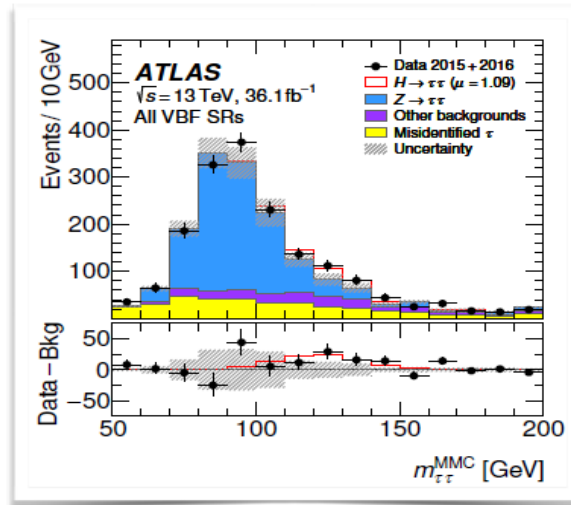 Events / 10 GeV
500
400
300
200
100
ATLAS
√s = 13 TeV, 36.1 fb⁻¹
All VBF SRs
Data 2015 + 2016
H → ττ (μ = 1.09)
Z → ττ
Other backgrounds
Misidentified τ
Uncertainty
Data − Bkg
50
0
−50
50 100 150 200
m_ττ^MMC [GeV]